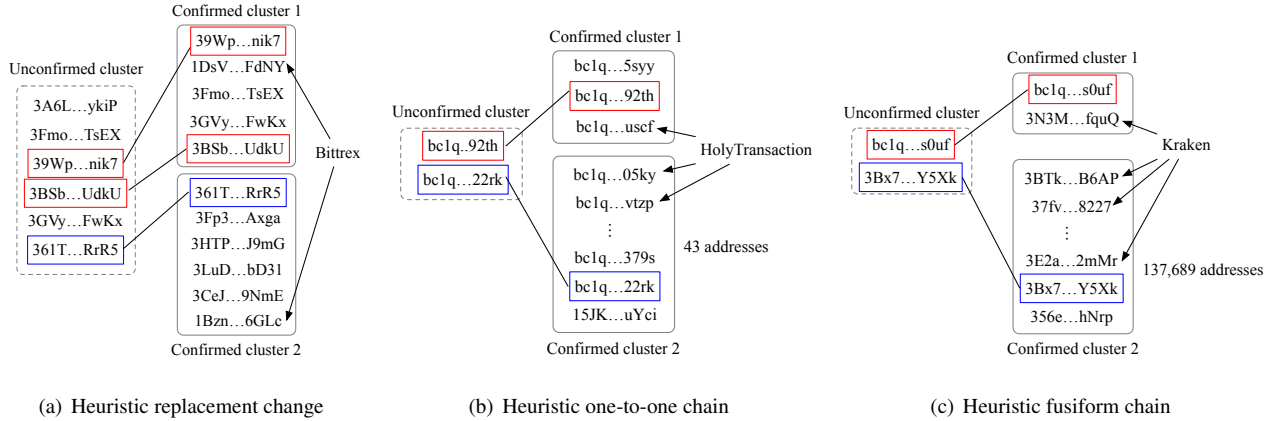 Unconfirmed cluster
3A6L…ykiP
3Fmo…TsEX
39Wp…nik7
3BSb…UdkU
3GVy…FwKx
361T…RrR5
Confirmed cluster 1
39Wp…nik7
1DsV…FdNY
3Fmo…TsEX
3GVy…FwKx
3BSb…UdkU
361T…RrR5
3Fp3…Axga
3HTP…J9mG
3LuD…bD31
3CeJ…9NmE
1Bzn…6GLc
Confirmed cluster 2
Bittrex
(a) Heuristic replacement change
Unconfirmed cluster
bc1q..92th
bc1q…22rk
Confirmed cluster 1
bc1q…5syy
bc1q…92th
bc1q…uscf
bc1q…05ky
bc1q…vtzp
⋮
bc1q…379s
bc1q…22rk
15JK…uYci
Confirmed cluster 2
HolyTransaction
43 addresses
(b) Heuristic one-to-one chain
Unconfirmed cluster
bc1q…s0uf
3Bx7…Y5Xk
Confirmed cluster 1
bc1q…s0uf
3N3M…fquQ
3BTk…B6AP
37fv…8227
⋮
3E2a…2mMr
3Bx7…Y5Xk
356e…hNrp
Confirmed cluster 2
Kraken
137,689 addresses
(c) Heuristic fusiform chain